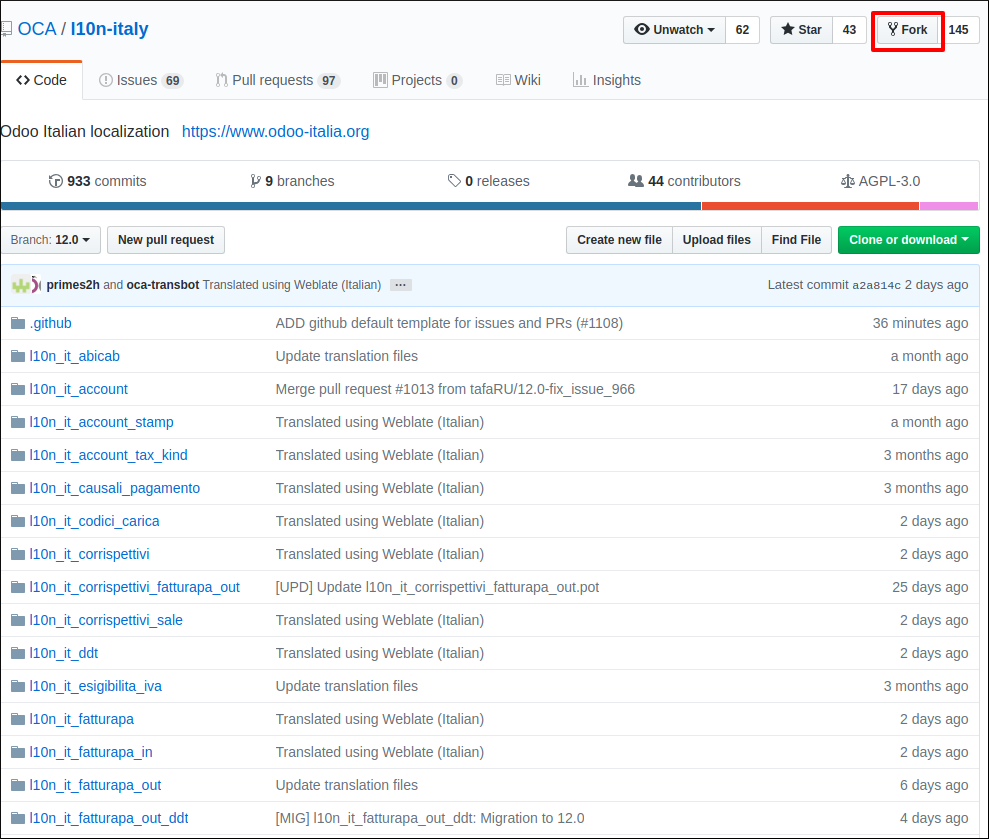 OCA / l10n-italy Unwatch 62 Star 43 Fork 145
Code Issues 69 Pull requests 97 Projects 0 Wiki Insights
Odoo Italian localization https://www.odoo-italia.org
933 commits 9 branches 0 releases 44 contributors AGPL-3.0
Branch: 12.0 New pull request Create new file Upload files Find File Clone or download
primes2h and oca-transbot Translated using Weblate (Italian) ... Latest commit a2a814c 2 days ago
.github ADD github default template for issues and PRs (#1108) 36 minutes ago
l10n_it_abicab Update translation files a month ago
l10n_it_account Merge pull request #1013 from tafaRU/12.0-fix_issue_966 17 days ago
l10n_it_account_stamp Translated using Weblate (Italian) a month ago
l10n_it_account_tax_kind Translated using Weblate (Italian) 3 months ago
l10n_it_causali_pagamento Translated using Weblate (Italian) 3 months ago
l10n_it_codici_carica Translated using Weblate (Italian) 2 days ago
l10n_it_corrispettivi Translated using Weblate (Italian) 2 days ago
l10n_it_corrispettivi_fatturapa_out [UPD] Update l10n_it_corrispettivi_fatturapa_out.pot 25 days ago
l10n_it_corrispettivi_sale Translated using Weblate (Italian) 2 days ago
l10n_it_ddt Translated using Weblate (Italian) 2 days ago
l10n_it_esigibilita_iva Update translation files 3 months ago
l10n_it_fatturapa Translated using Weblate (Italian) 2 days ago
l10n_it_fatturapa_in Translated using Weblate (Italian) 2 days ago
l10n_it_fatturapa_out Update translation files 6 days ago
l10n_it_fatturapa_out_ddt [MIG] l10n_it_fatturapa_out_ddt: Migration to 12.0 4 days ago